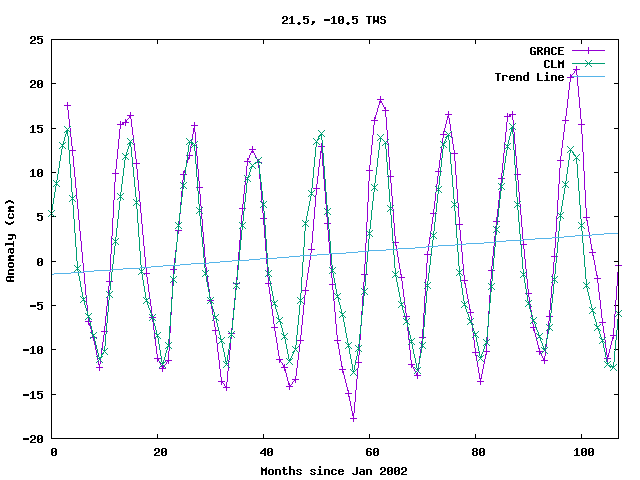 21.5, -10.5 TWS
GRACE
CLM
Trend Line
25
20
15
10
5
0
-5
-10
-15
-20
Anomaly (cm)
0 20 40 60 80 100
Months since Jan 2002